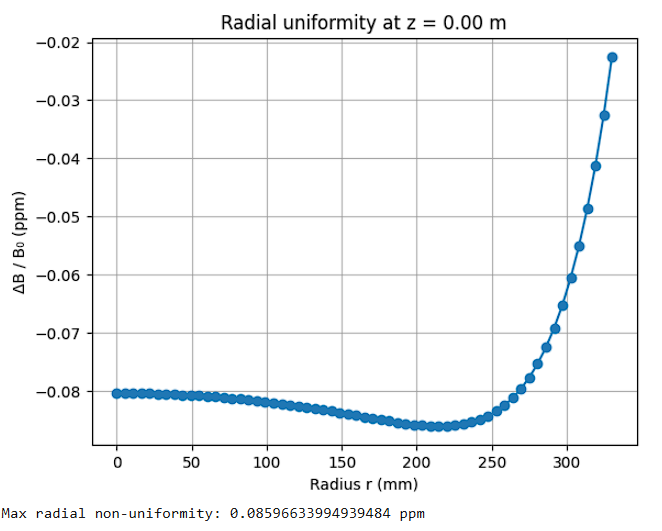 Radial uniformity at z = 0.00 m
−0.02
−0.03
−0.04
−0.05
−0.06
−0.07
−0.08
ΔB / B₀ (ppm)
0 50 100 150 200 250 300
Radius r (mm)
Max radial non-uniformity: 0.08596633994939484 ppm